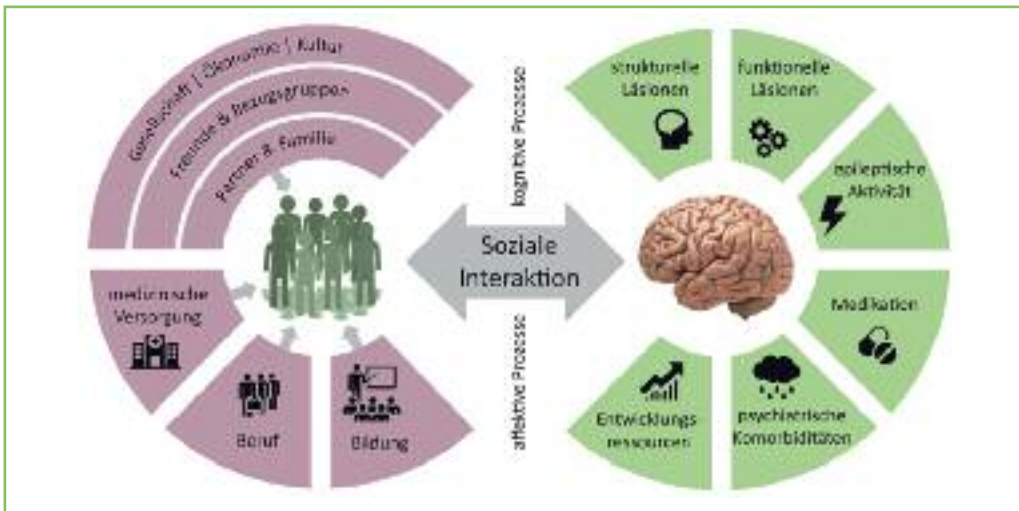 Gesellschaft | Ökonomie | Kultur
Freunde & Bezugsgruppen
Partner & Familie
medizinische
Versorgung
Beruf
Bildung
kognitive Prozesse
Soziale
Interaktion
affektive Prozesse
strukturelle
Läsionen
funktionelle
Läsionen
epileptische
Aktivität
Medikation
psychiatrische
Komorbiditäten
Entwicklungs
ressourcen